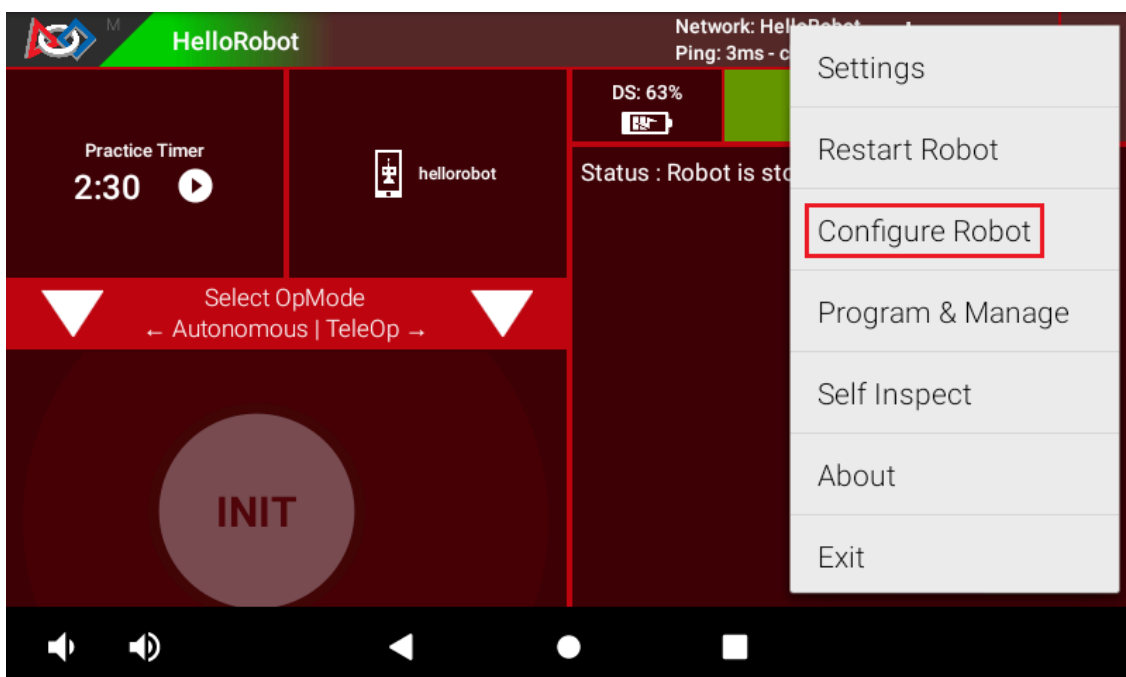 M
HelloRobot
Network: Hel
Ping: 3ms - c
DS: 63%
Practice Timer
2:30
hellorobot
Status : Robot is sto
Select OpMode
← Autonomous | TeleOp →
INIT
Settings
Restart Robot
Configure Robot
Program & Manage
Self Inspect
About
Exit